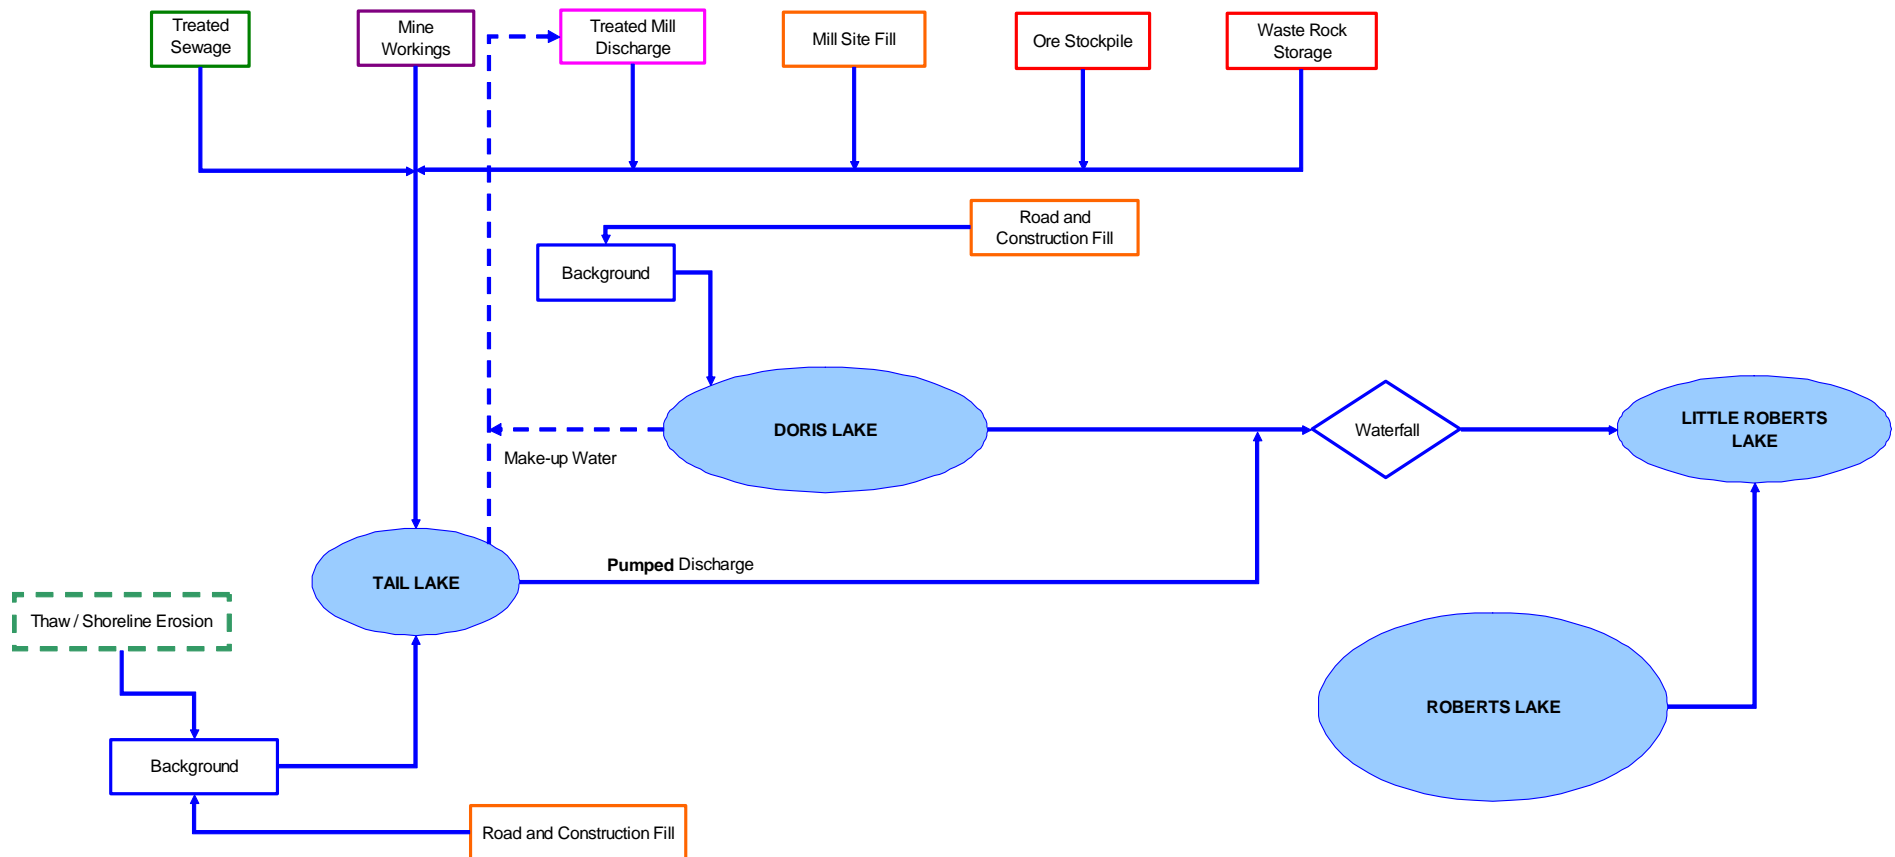 Treated
Sewage
Mine
Workings
Treated Mill
Discharge
Mill Site Fill
Ore Stockpile
Waste Rock
Storage
Road and
Construction Fill
Background
DORIS LAKE
Waterfall
LITTLE ROBERTS
LAKE
Make-up Water
Pumped Discharge
TAIL LAKE
Thaw / Shoreline Erosion
ROBERTS LAKE
Background
Road and Construction Fill